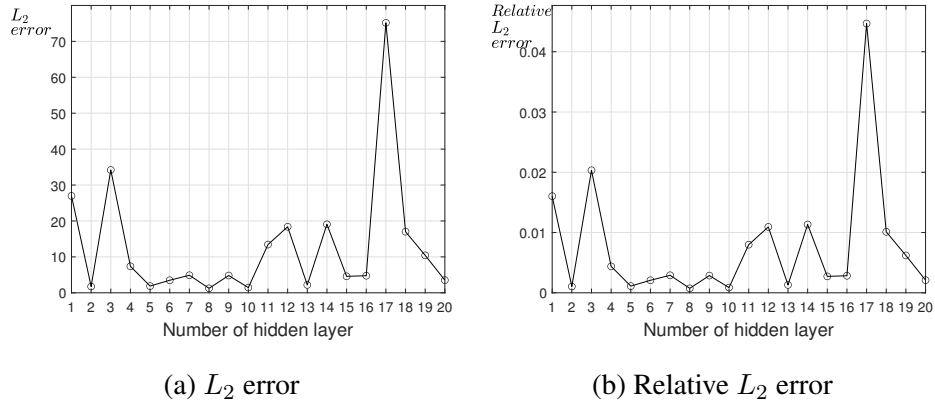 L2
error
70
60
50
40
30
20
10
0
1 2 3 4 5 6 7 8 9 10 11 12 13 14 15 16 17 18 19 20
Number of hidden layer
(a) L2 error
Relative
L2
error
0.04
0.03
0.02
0.01
0
1 2 3 4 5 6 7 8 9 10 11 12 13 14 15 16 17 18 19 20
Number of hidden layer
(b) Relative L2 error